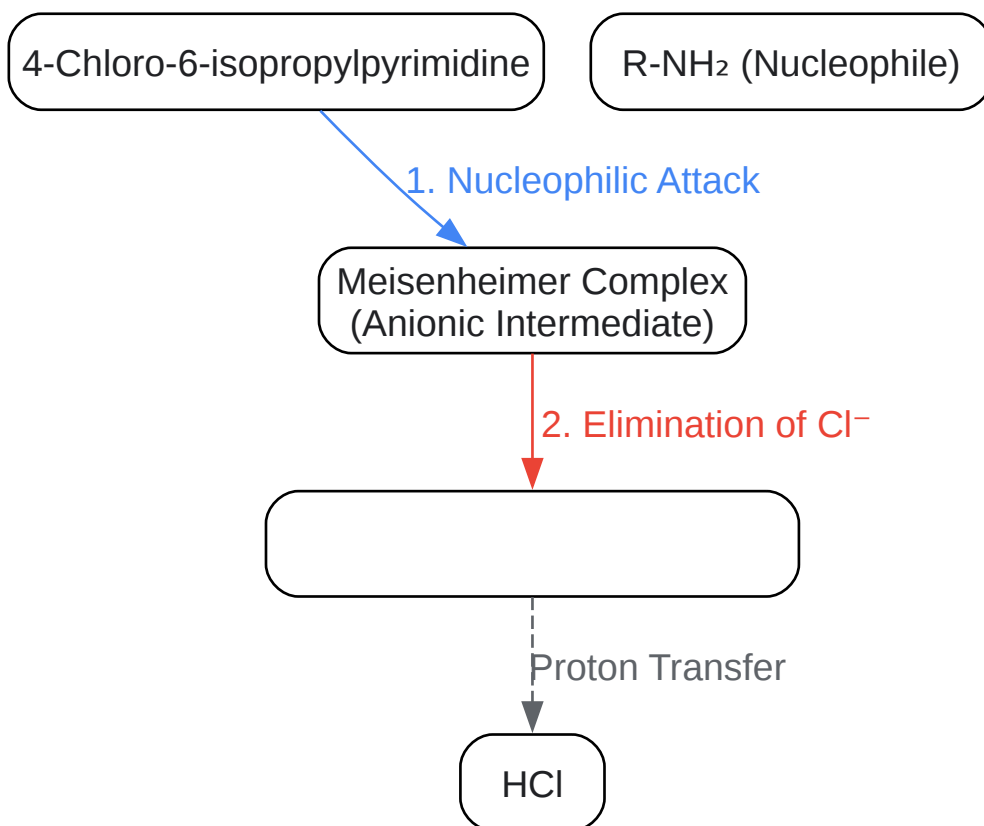 4-Chloro-6-isopropylpyrimidine
R-NH₂ (Nucleophile)
1. Nucleophilic Attack
Meisenheimer Complex
(Anionic Intermediate)
2. Elimination of Cl⁻
Proton Transfer
HCl